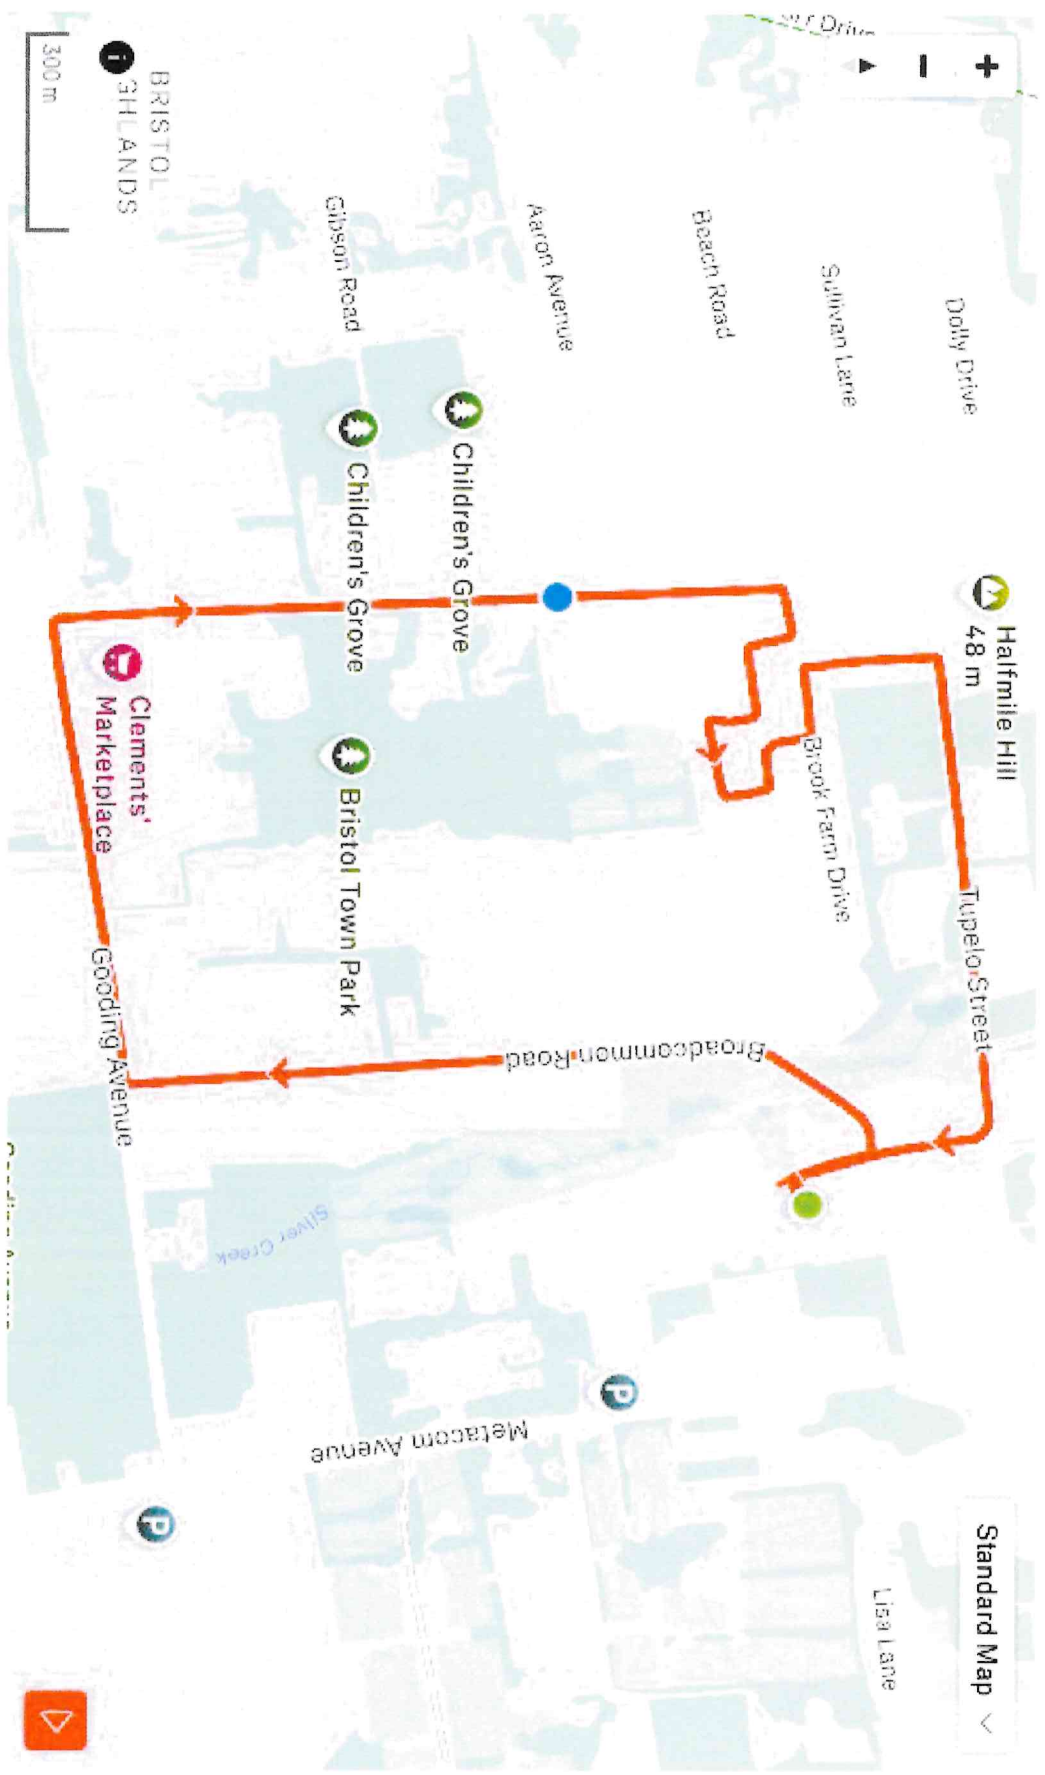 Standard Map
Halfmile Hill
48 m
Dolly Drive
Tupelo Street
Lisa Lane
Sullivan Lane
Brook Farm Drive
Beach Road
Broadcommon Road
Aaron Avenue
Children's Grove
Children's Grove
Bristol Town Park
Gibson Road
Metacom Avenue
Silver Creek
P
P
Clements'
Marketplace
Gooding Avenue
BRISTOL
GHLANDS
300 m